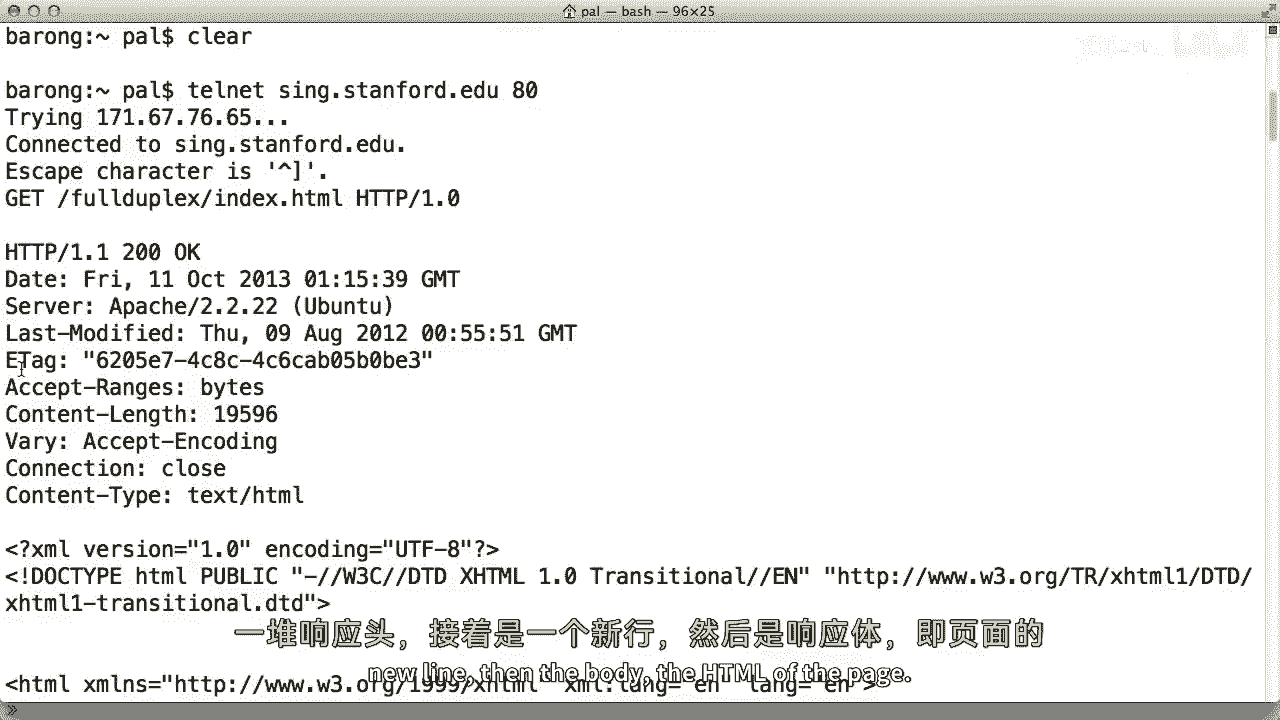 pal — bash — 96×25
barong:~ pal$ clear
barong:~ pal$ telnet sing.stanford.edu 80
Trying 171.67.76.65...
Connected to sing.stanford.edu.
Escape character is '^]'.
GET /fullduplex/index.html HTTP/1.0
HTTP/1.1 200 OK
Date: Fri, 11 Oct 2013 01:15:39 GMT
Server: Apache/2.2.22 (Ubuntu)
Last-Modified: Thu, 09 Aug 2012 00:55:51 GMT
ETag: "6205e7-4c8c-4c6cab05b0be3"
Accept-Ranges: bytes
Content-Length: 19596
Vary: Accept-Encoding
Connection: close
Content-Type: text/html
<?xml version="1.0" encoding="UTF-8"?>
<!DOCTYPE html PUBLIC "-//W3C//DTD XHTML 1.0 Transitional//EN" "http://www.w3.org/TR/xhtml1/DTD/
xhtml1-transitional.dtd">
一堆响应头，接着是一个新行，然后是响应体，即页面的
new line, then the body, the HTML of the page.
<html xmlns="http://www.w3.org/1999/xhtml" xml:lang="en" lang="en">